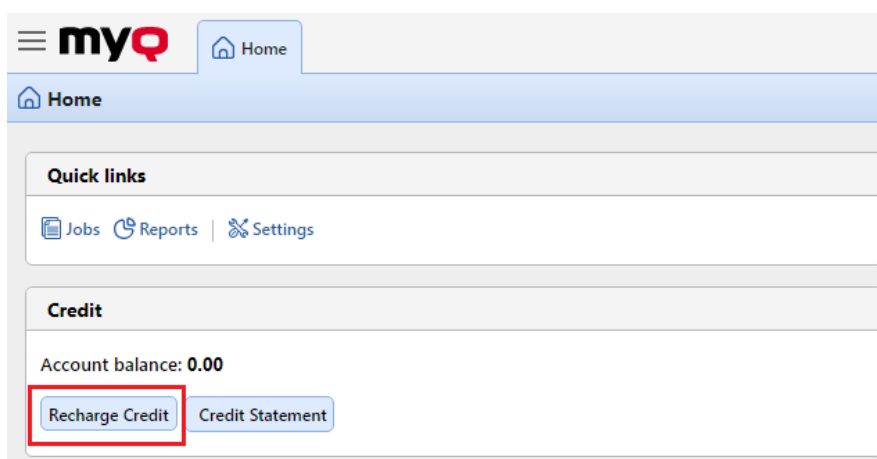 myQ Home
Home
Quick links
Jobs Reports | Settings
Credit
Account balance: 0.00
Recharge Credit Credit Statement